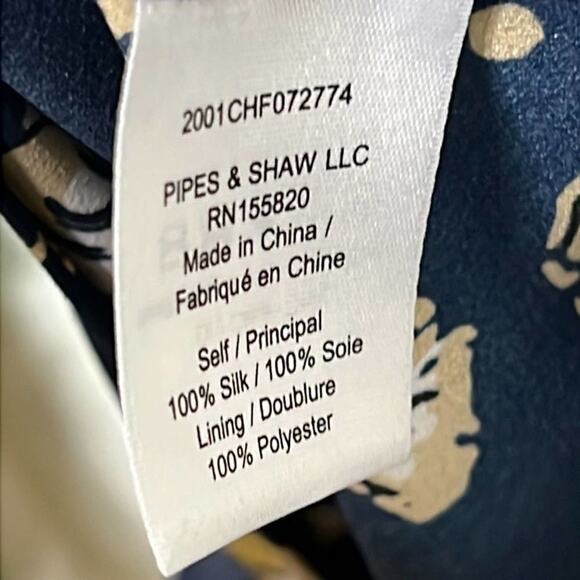 2001CHF072774
PIPES & SHAW LLC
RN155820
Made in China /
Fabriqué en Chine
Self / Principal
100% Silk / 100% Soie
Lining / Doublure
100% Polyester